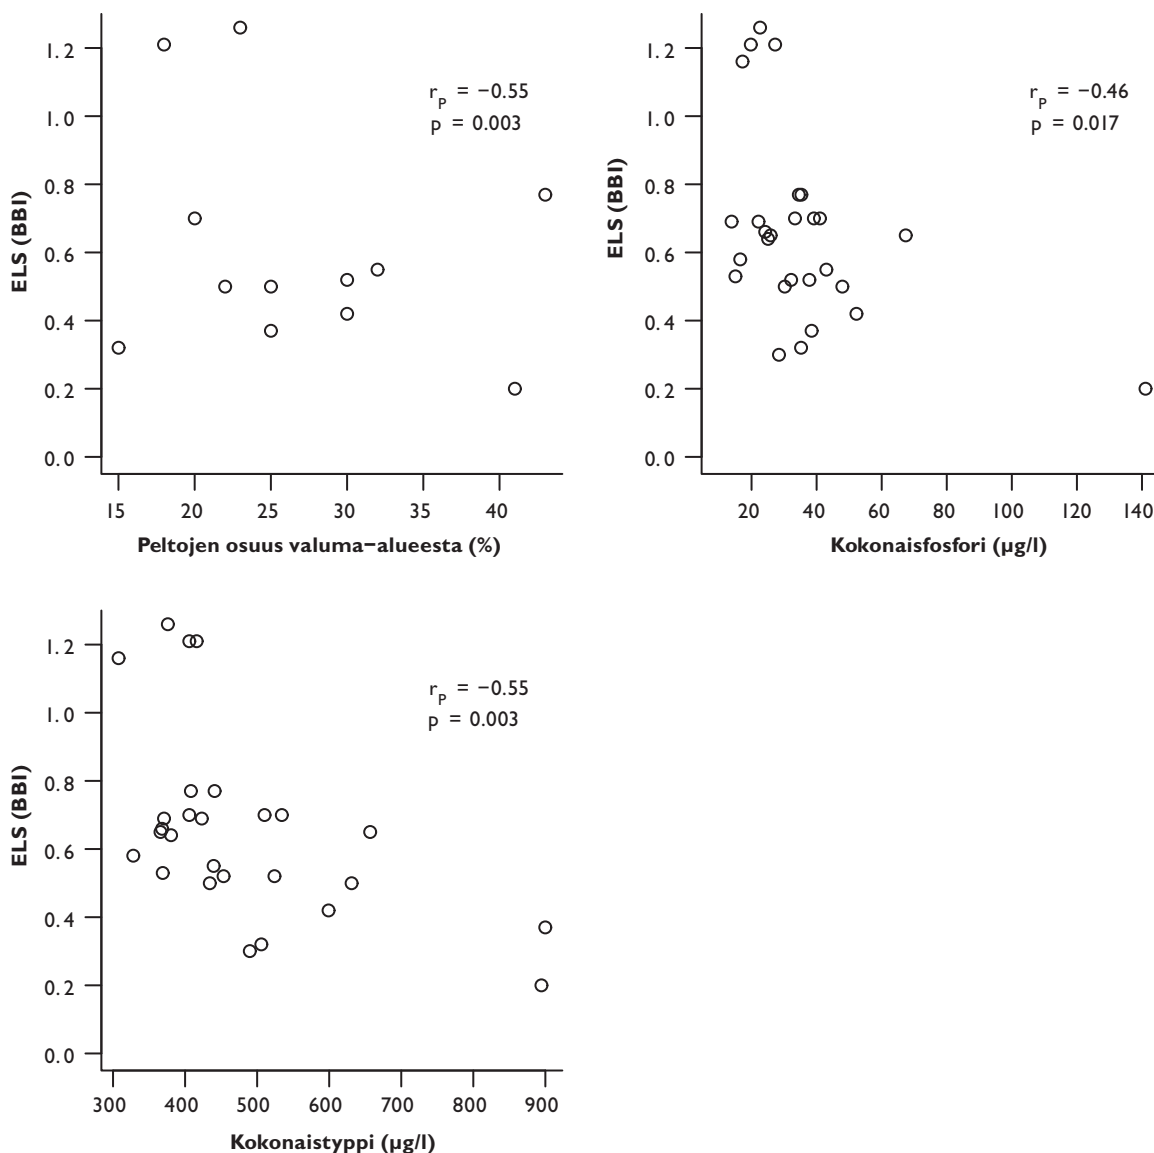 ELS (BBI)
1.2
1.0
0.8
0.6
0.4
0.2
0.0
rP = −0.55
p = 0.003
15 20 25 30 35 40
Peltojen osuus valuma−alueesta (%)
ELS (BBI)
1.2
1.0
0.8
0.6
0.4
0.2
0.0
rP = −0.46
p = 0.017
20 40 60 80 100 120 140
Kokonaisfosfori (µg/l)
ELS (BBI)
1.2
1.0
0.8
0.6
0.4
0.2
0.0
rP = −0.55
p = 0.003
300 400 500 600 700 800 900
Kokonaistyppi (µg/l)